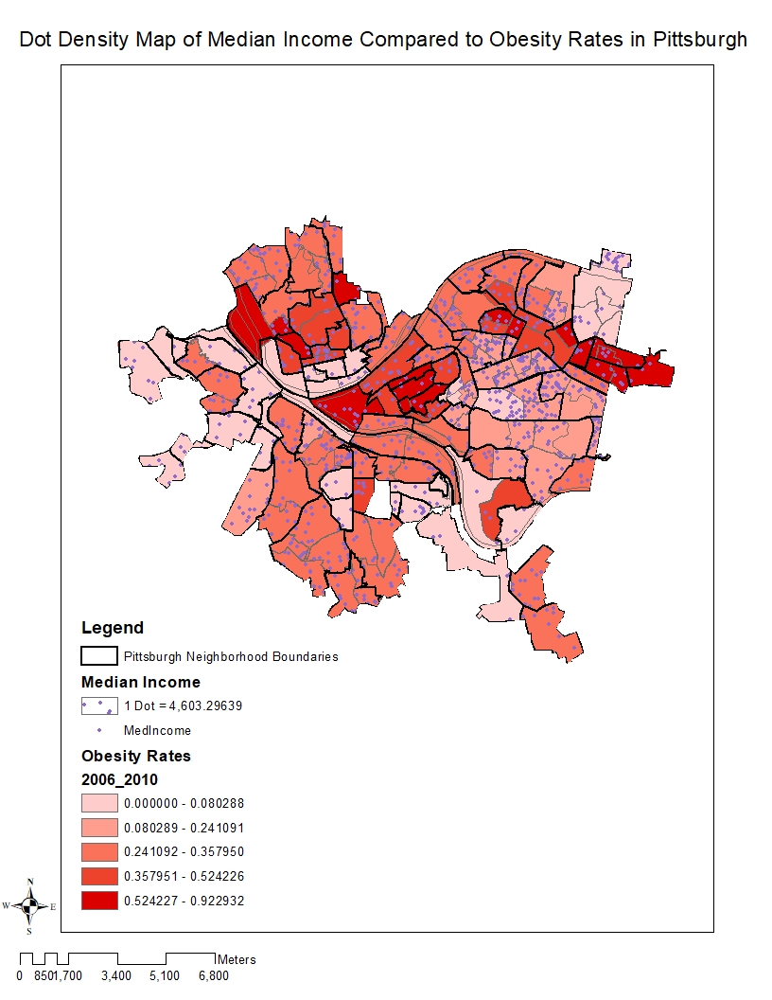 Dot Density Map of Median Income Compared to Obesity Rates in Pittsburgh
Legend
Pittsburgh Neighborhood Boundaries
Median Income
1 Dot = 4,603.29639
MedIncome
Obesity Rates
2006_2010
0.000000 - 0.080288
0.080289 - 0.241091
0.241092 - 0.357950
0.357951 - 0.524226
0.524227 - 0.922932
N
W E
S
Meters
0 850 1,700 3,400 5,100 6,800